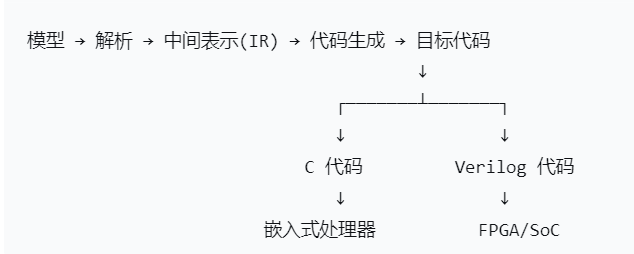 模型 → 解析 → 中间表示(IR) → 代码生成 → 目标代码
↓
┌───────┴───────┐
↓ ↓
C 代码 Verilog 代码
↓ ↓
嵌入式处理器 FPGA/SoC